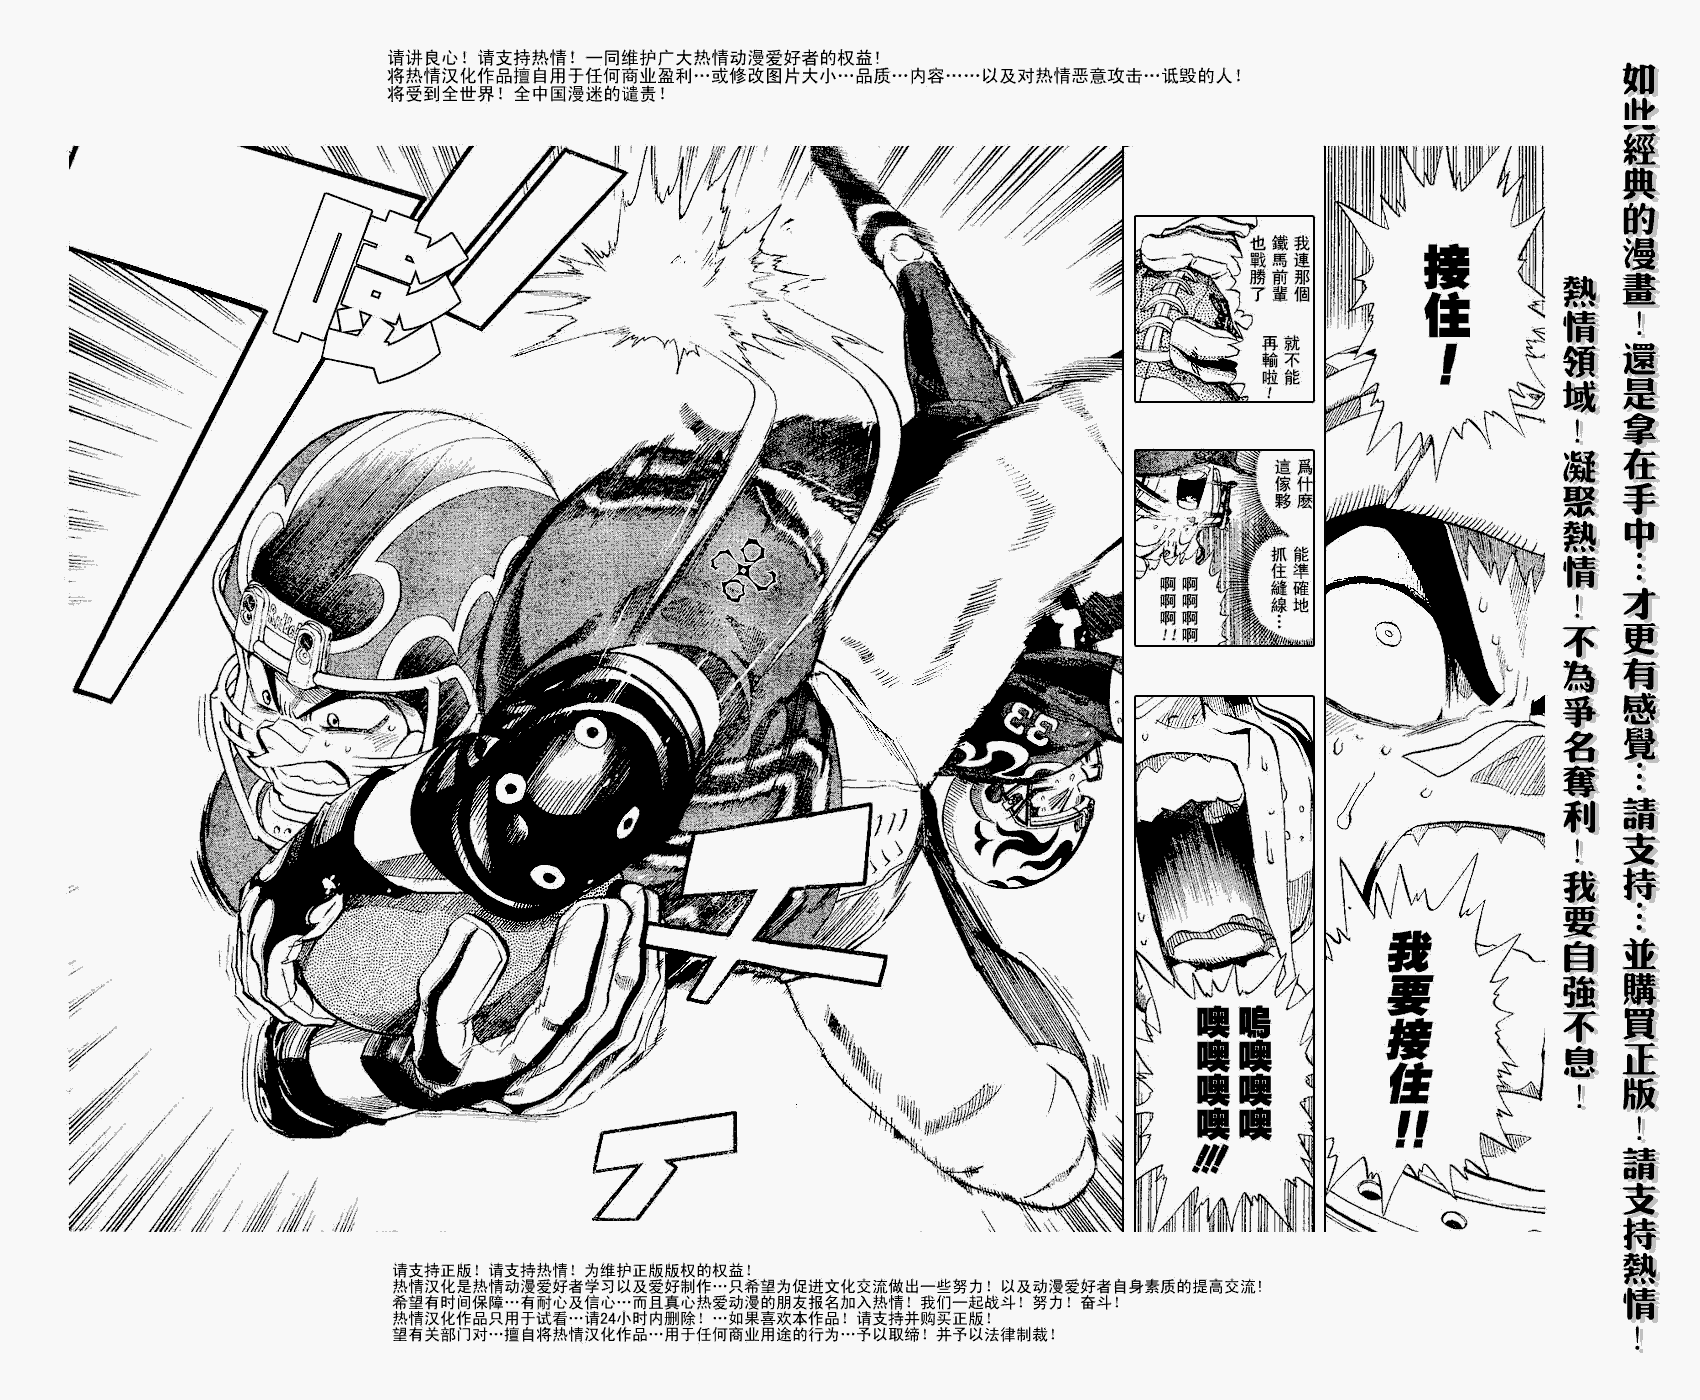 请讲良心！请支持热情！一同维护广大热情动漫爱好者的权益！
将热情汉化作品擅自用于任何商业盈利…或修改图片大小…品质…内容……以及对热情恶意攻击…诋毁的人！
将受到全世界！全中国漫迷的谴责！
如此經典的漫畫！還是拿在手中…才更有感覺…請支持…並購買正版！請支持熱情！
熱情領域！凝聚熱情！不為爭名奪利！我要自強不息！
接住！
我要接住！！
我連那個
鐵馬前輩
也戰勝了
就不能
再輸啦！
爲什麽
這傢夥
能準確地
抓住縫線…
啊啊啊啊
啊啊啊！！
嗚噢噢噢
噢噢噢噢！！！
请支持正版！请支持热情！为维护正版版权的权益！
热情汉化是热情动漫爱好者学习以及爱好制作…只希望为促进文化交流做出一些努力！以及动漫爱好者自身素质的提高交流！
希望有时间保障…有耐心及信心…而且真心热爱动漫的朋友报名加入热情！我们一起战斗！努力！奋斗！
热情汉化作品只用于试看…请24小时内删除！…如果喜欢本作品！请支持并购买正版！
望有关部门对…擅自将热情汉化作品…用于任何商业用途的行为…予以取缔！并予以法律制裁！